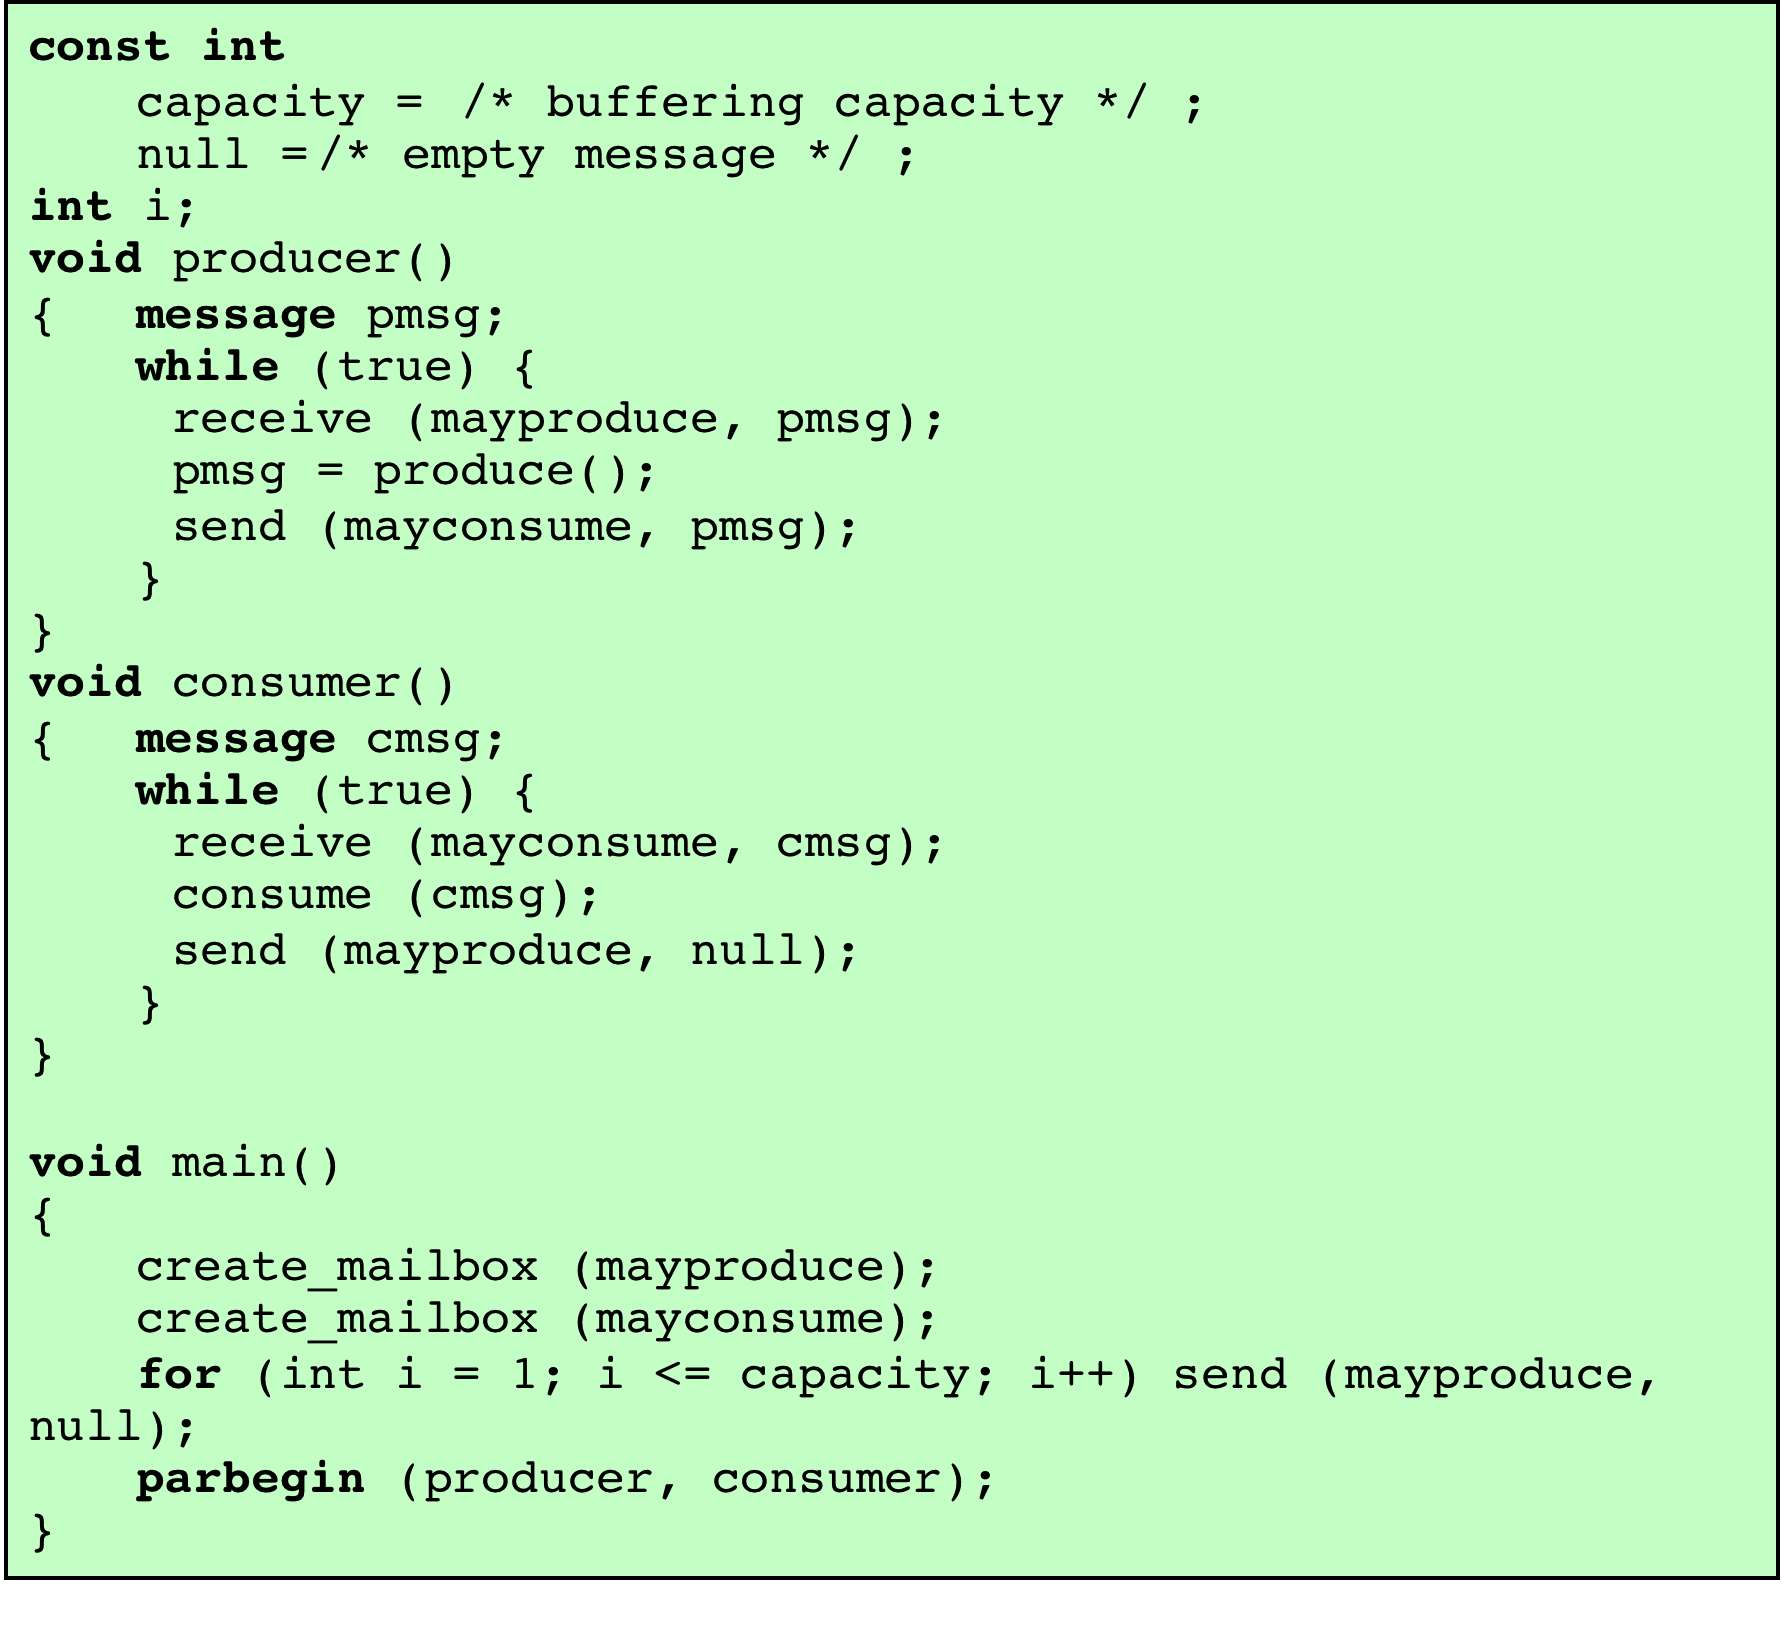 const int
    capacity = /* buffering capacity */ ;
    null =/* empty message */ ;
int i;
void producer()
{   message pmsg;
    while (true) {
     receive (mayproduce, pmsg);
     pmsg = produce();
     send (mayconsume, pmsg);
    }
}
void consumer()
{   message cmsg;
    while (true) {
     receive (mayconsume, cmsg);
     consume (cmsg);
     send (mayproduce, null);
    }
}

void main()
{
    create_mailbox (mayproduce);
    create_mailbox (mayconsume);
    for (int i = 1; i <= capacity; i++) send (mayproduce,
null);
    parbegin (producer, consumer);
}